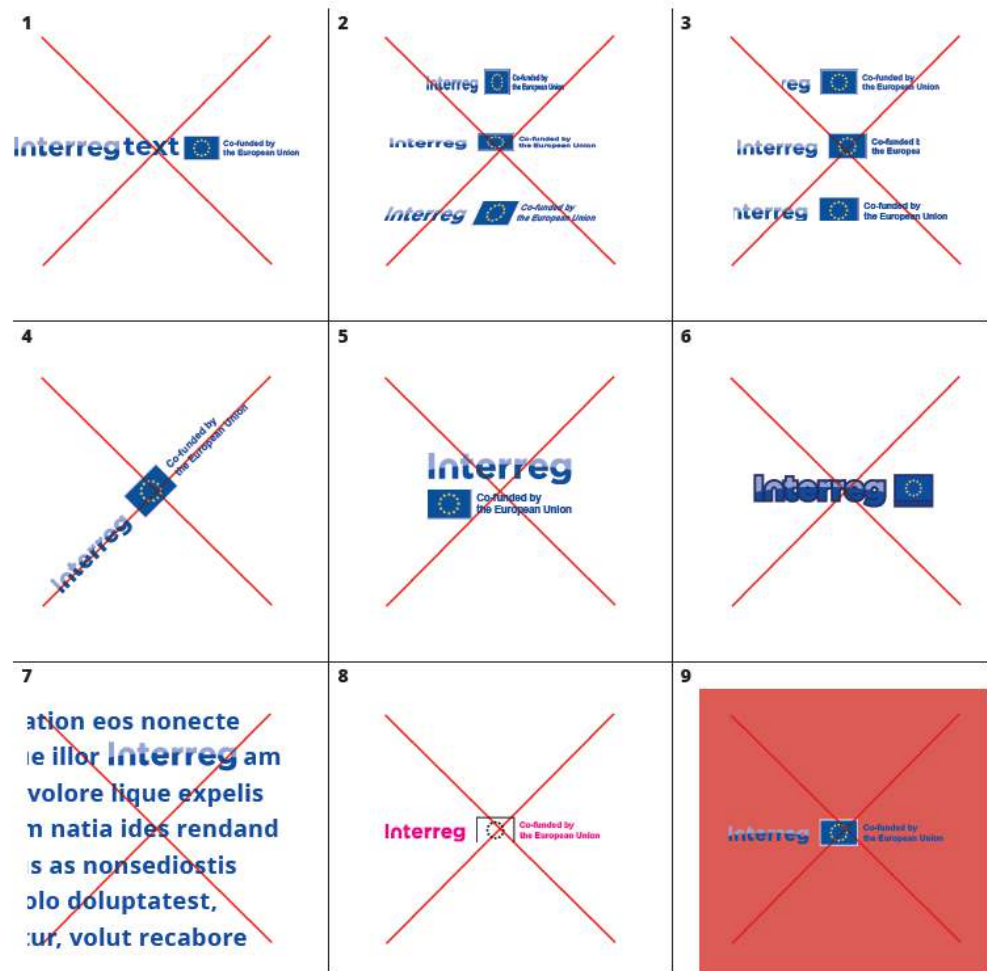 1
Interreg text Co-funded by
the European Union
2
Interreg Co-funded by
the European Union
Interreg Co-funded by
the European Union
Interreg Co-funded by
the European Union
3
reg Co-funded by
the European Union
Interreg Co-funded b
the Europea
nterreg Co-funded by
the European Union
4
Interreg Co-funded by
the European Union
5
Interreg
Co-funded by
the European Union
6
Interreg
7
ation eos nonecte
e illor Interreg am
volore lique expelis
m natia ides rendand
s as nonsediostis
olo doluptatest,
tur, volut recabore
8
Interreg Co-funded by
the European Union
9
Interreg Co-funded by
the European Union